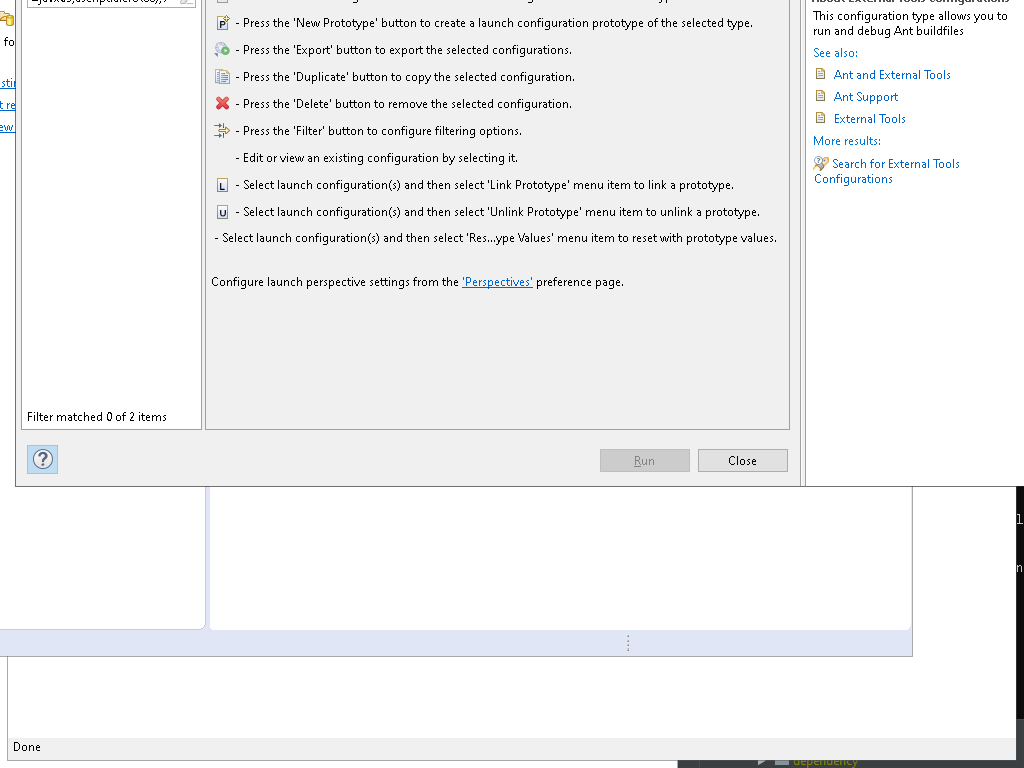 - Press the 'New Prototype' button to create a launch configuration prototype of the selected type.
- Press the 'Export' button to export the selected configurations.
- Press the 'Duplicate' button to copy the selected configuration.
- Press the 'Delete' button to remove the selected configuration.
- Press the 'Filter' button to configure filtering options.
- Edit or view an existing configuration by selecting it.
L - Select launch configuration(s) and then select 'Link Prototype' menu item to link a prototype.
U - Select launch configuration(s) and then select 'Unlink Prototype' menu item to unlink a prototype.
- Select launch configuration(s) and then select 'Res...ype Values' menu item to reset with prototype values.
Configure launch perspective settings from the 'Perspectives' preference page.
Filter matched 0 of 2 items
Run
Close
About External Tools Configurations
This configuration type allows you to
run and debug Ant buildfiles
See also:
Ant and External Tools
Ant Support
External Tools
More results:
Search for External Tools
Configurations
Done
dependency